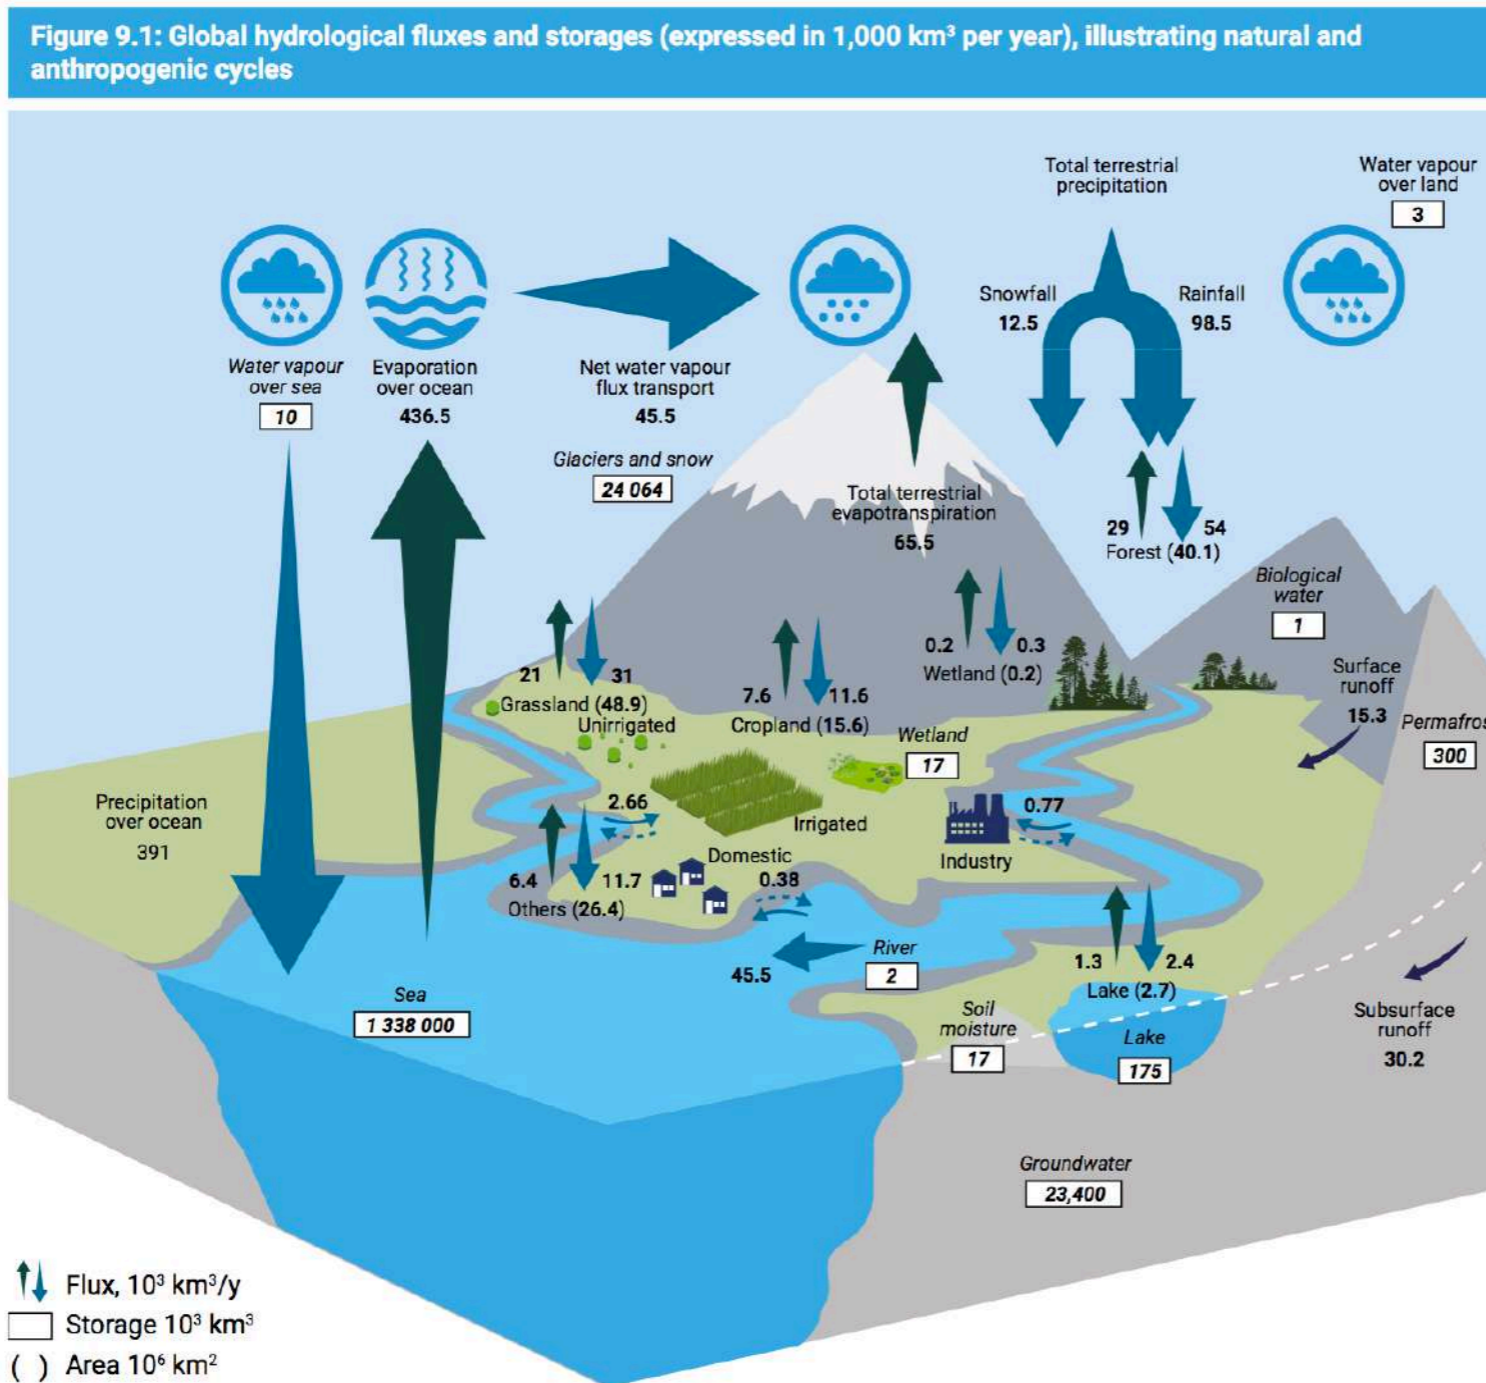 Figure 9.1: Global hydrological fluxes and storages (expressed in 1,000 km³ per year), illustrating natural and
anthropogenic cycles
Total terrestrial
precipitation
Water vapour
over land
3
Snowfall
12.5
Rainfall
98.5
Water vapour
over sea
10
Evaporation
over ocean
436.5
Net water vapour
flux transport
45.5
Glaciers and snow
24 064
Total terrestrial
evapotranspiration
65.5
29
54
Forest (40.1)
Biological
water
1
0.2
0.3
Wetland (0.2)
21
31
Grassland (48.9)
Unirrigated
7.6
11.6
Cropland (15.6)
Surface
runoff
15.3
Permafros
300
Wetland
17
Precipitation
over ocean
391
2.66
Irrigated
0.77
Industry
Domestic
0.38
6.4
11.7
Others (26.4)
River
2
45.5
1.3
2.4
Lake (2.7)
Sea
1 338 000
Soil
moisture
17
Lake
175
Subsurface
runoff
30.2
Groundwater
23,400
Flux, 10³ km³/y
Storage 10³ km³
( ) Area 10⁶ km²